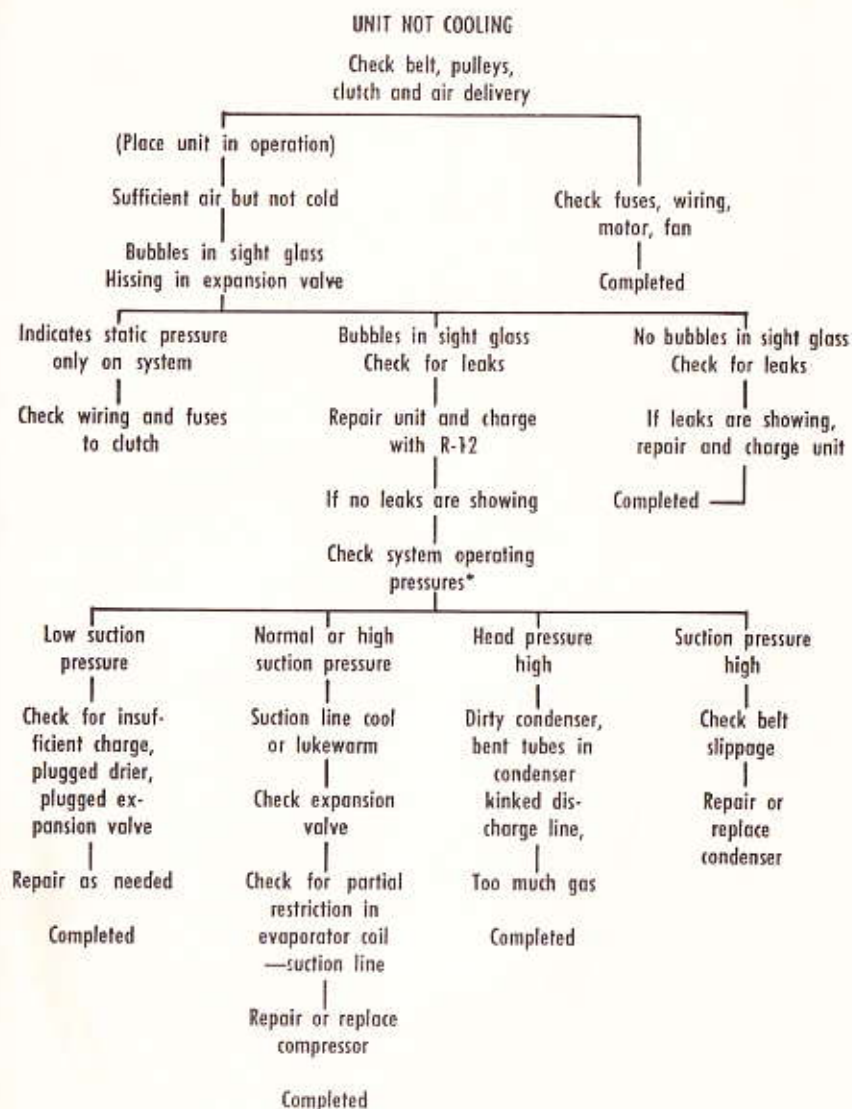 UNIT NOT COOLING
Check belt, pulleys,
clutch and air delivery
(Place unit in operation)
Sufficient air but not cold
Bubbles in sight glass
Hissing in expansion valve
Check fuses, wiring,
motor, fan
Completed
Indicates static pressure
only on system
Check wiring and fuses
to clutch
Bubbles in sight glass
Check for leaks
Repair unit and charge
with R-12
If no leaks are showing
Check system operating
pressures*
No bubbles in sight glass
Check for leaks
If leaks are showing,
repair and charge unit
Completed
Low suction
pressure
Check for insuf-
ficient charge,
plugged drier,
plugged ex-
pansion valve
Repair as needed
Completed
Normal or high
suction pressure
Suction line cool
or lukewarm
Check expansion
valve
Check for partial
restriction in
evaporator coil
—suction line
Repair or replace
compressor
Completed
Head pressure
high
Dirty condenser,
bent tubes in
condenser
kinked dis-
charge line,
Too much gas
Completed
Suction pressure
high
Check belt
slippage
Repair or
replace
condenser